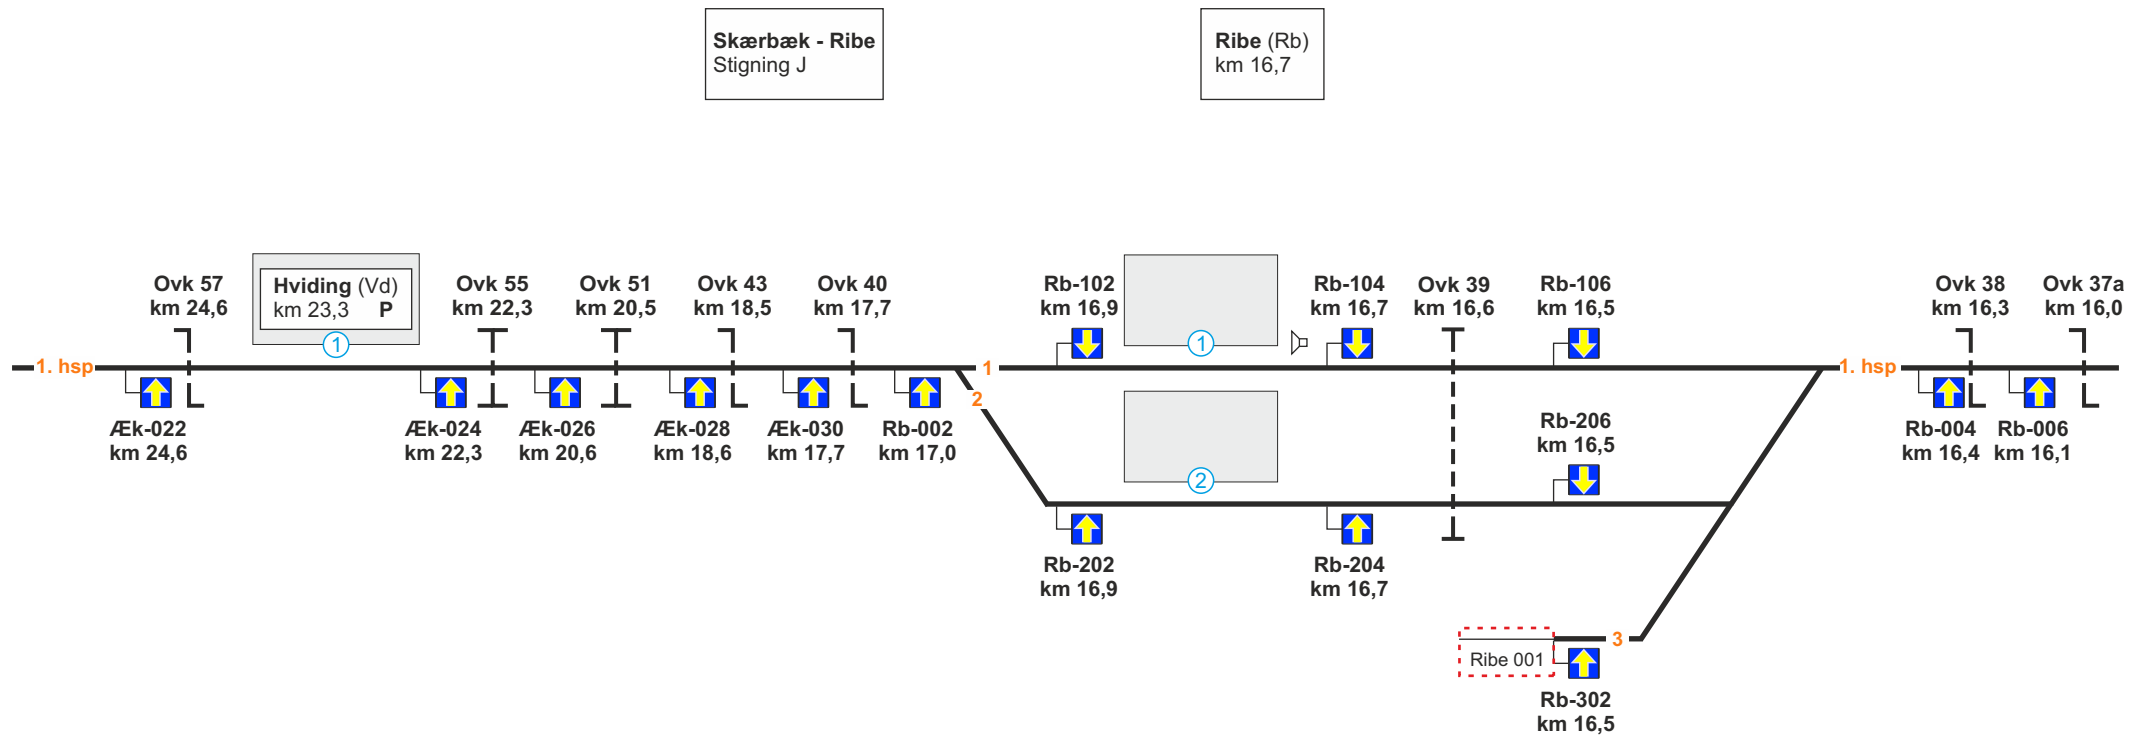 Skærbæk - Ribe
Stigning J
Ribe (Rb)
km 16,7
Ovk 57
km 24,6
Hviding (Vd)
km 23,3 P
1
Ovk 55
km 22,3
Ovk 51
km 20,5
Ovk 43
km 18,5
Ovk 40
km 17,7
Rb-102
km 16,9
1
Rb-104
km 16,7
Ovk 39
km 16,6
Rb-106
km 16,5
Ovk 38
km 16,3
Ovk 37a
km 16,0
1. hsp
1
2
1. hsp
Æk-022
km 24,6
Æk-024
km 22,3
Æk-026
km 20,6
Æk-028
km 18,6
Æk-030
km 17,7
Rb-002
km 17,0
2
Rb-206
km 16,5
Rb-004
km 16,4
Rb-006
km 16,1
Rb-202
km 16,9
Rb-204
km 16,7
3
Ribe 001
Rb-302
km 16,5